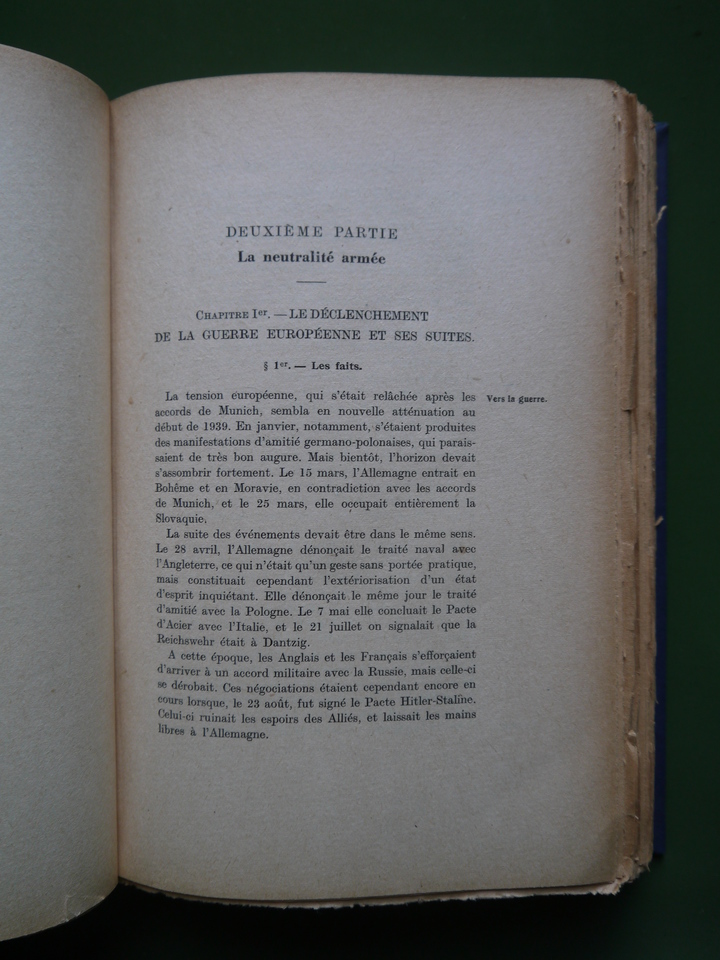 DEUXIÈME PARTIE
La neutralité armée
CHAPITRE Ier. — LE DÉCLENCHEMENT
DE LA GUERRE EUROPÉENNE ET SES SUITES.
§ 1er. — Les faits.
La tension européenne, qui s'était relâchée après les
Vers la guerre.
accords de Munich, sembla en nouvelle atténuation au
début de 1939. En janvier, notamment, s'étaient produites
des manifestations d'amitié germano-polonaises, qui parais-
saient de très bon augure. Mais bientôt, l'horizon devait
s'assombrir fortement. Le 15 mars, l'Allemagne entrait en
Bohême et en Moravie, en contradiction avec les accords
de Munich, et le 25 mars, elle occupait entièrement la
Slovaquie.
La suite des événements devait être dans le même sens.
Le 28 avril, l'Allemagne dénonçait le traité naval avec
l'Angleterre, ce qui n'était qu'un geste sans portée pratique,
mais constituait cependant l'extériorisation d'un état
d'esprit inquiétant. Elle dénonçait le même jour le traité
d'amitié avec la Pologne. Le 7 mai elle concluait le Pacte
d'Acier avec l'Italie, et le 21 juillet on signalait que la
Reichswehr était à Dantzig.
A cette époque, les Anglais et les Français s'efforçaient
d'arriver à un accord militaire avec la Russie, mais celle-ci
se dérobait. Ces négociations étaient cependant encore en
cours lorsque, le 23 août, fut signé le Pacte Hitler-Staline.
Celui-ci ruinait les espoirs des Alliés, et laissait les mains
libres à l'Allemagne.